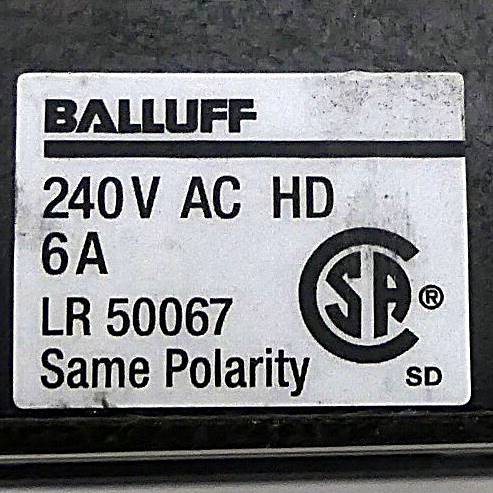 BALLUFF
240V AC HD
6A
LR 50067
Same Polarity
SA ®
SD